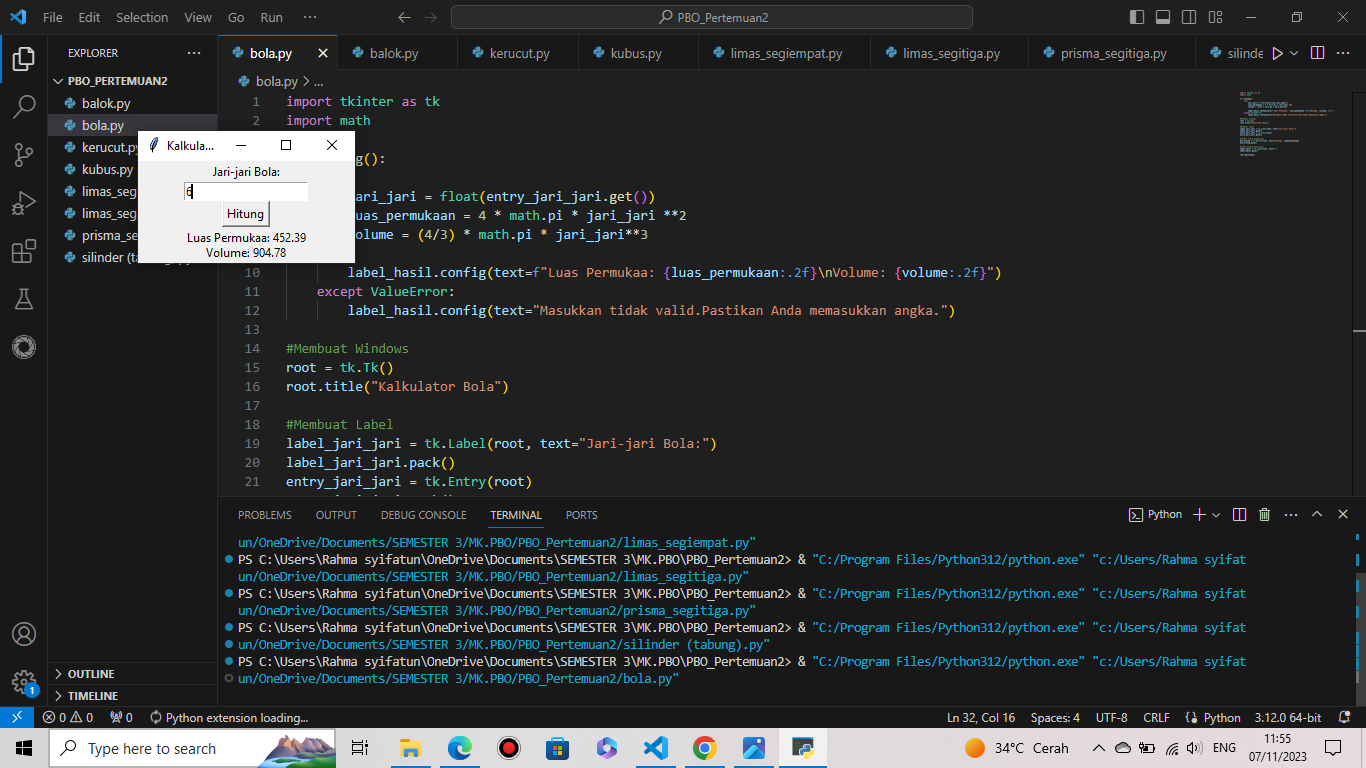 File Edit Selection View Go Run ···
PBO_Pertemuan2
EXPLORER ···
PBO_PERTEMUAN2
balok.py
bola.py
kerucut.py
kubus.py
limas_seg
limas_seg
prisma_se
silinder (ta
bola.py balok.py kerucut.py kubus.py limas_segiempat.py limas_segitiga.py prisma_segitiga.py silinde
bola.py > ...
1 import tkinter as tk
2 import math
g():
ari_jari = float(entry_jari_jari.get())
uas_permukaan = 4 * math.pi * jari_jari **2
olume = (4/3) * math.pi * jari_jari**3
10 label_hasil.config(text=f"Luas Permukaa: {luas_permukaan:.2f}\nVolume: {volume:.2f}")
11 except ValueError:
12 label_hasil.config(text="Masukkan tidak valid.Pastikan Anda memasukkan angka.")
13
14 #Membuat Windows
15 root = tk.Tk()
16 root.title("Kalkulator Bola")
17
18 #Membuat Label
19 label_jari_jari = tk.Label(root, text="Jari-jari Bola:")
20 label_jari_jari.pack()
21 entry_jari_jari = tk.Entry(root)
Kalkula...
Jari-jari Bola:
6
Hitung
Luas Permukaa: 452.39
Volume: 904.78
PROBLEMS OUTPUT DEBUG CONSOLE TERMINAL PORTS
Python
un/OneDrive/Documents/SEMESTER 3/MK.PBO/PBO_Pertemuan2/limas_segiempat.py"
PS C:\Users\Rahma syifatun\OneDrive\Documents\SEMESTER 3\MK.PBO\PBO_Pertemuan2> & "C:/Program Files/Python312/python.exe" "c:/Users/Rahma syifat
un/OneDrive/Documents/SEMESTER 3/MK.PBO/PBO_Pertemuan2/limas_segitiga.py"
PS C:\Users\Rahma syifatun\OneDrive\Documents\SEMESTER 3\MK.PBO\PBO_Pertemuan2> & "C:/Program Files/Python312/python.exe" "c:/Users/Rahma syifat
un/OneDrive/Documents/SEMESTER 3/MK.PBO/PBO_Pertemuan2/prisma_segitiga.py"
PS C:\Users\Rahma syifatun\OneDrive\Documents\SEMESTER 3\MK.PBO\PBO_Pertemuan2> & "C:/Program Files/Python312/python.exe" "c:/Users/Rahma syifat
un/OneDrive/Documents/SEMESTER 3/MK.PBO/PBO_Pertemuan2/silinder (tabung).py"
PS C:\Users\Rahma syifatun\OneDrive\Documents\SEMESTER 3\MK.PBO\PBO_Pertemuan2> & "C:/Program Files/Python312/python.exe" "c:/Users/Rahma syifat
un/OneDrive/Documents/SEMESTER 3/MK.PBO/PBO_Pertemuan2/bola.py"
OUTLINE
TIMELINE
1
0 0 0 Python extension loading...
Ln 32, Col 16 Spaces: 4 UTF-8 CRLF Python 3.12.0 64-bit
Type here to search
34°C Cerah
ENG
11:55
07/11/2023